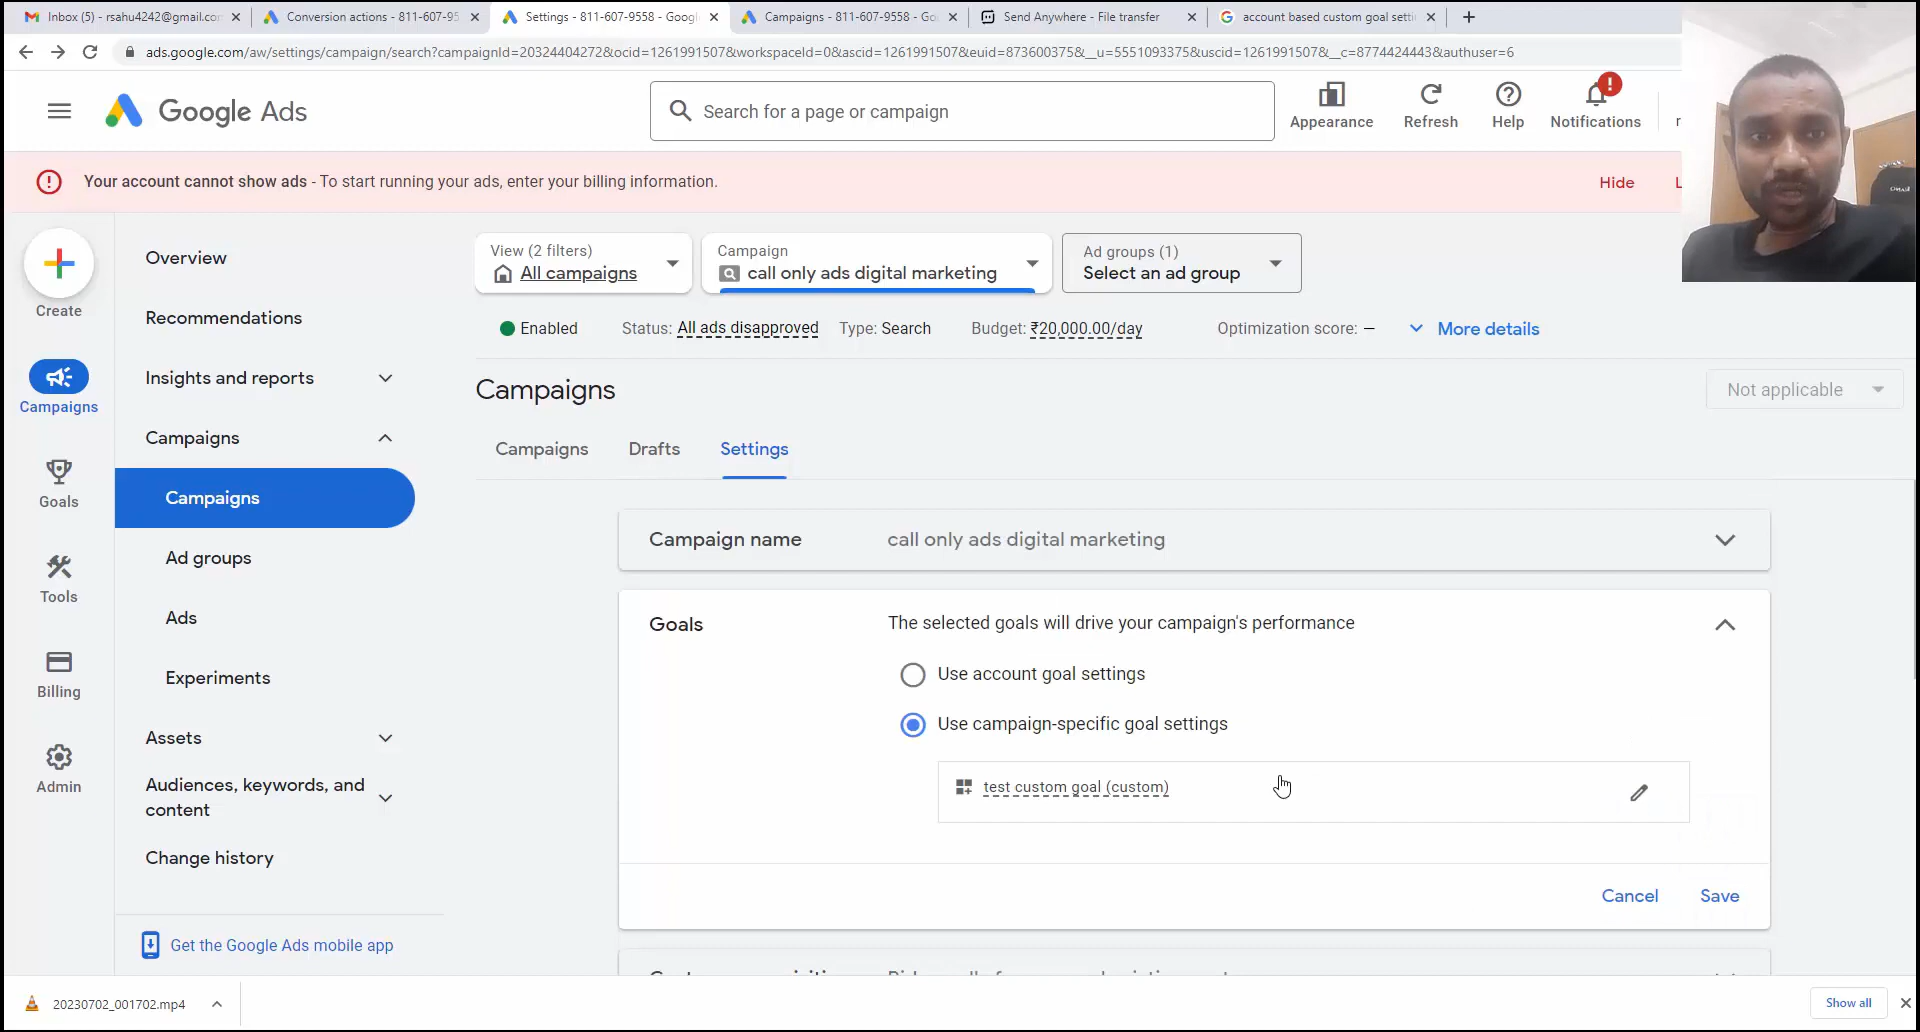 Inbox (5) - rsahu4242@gmail.co
Conversion actions - 811-607-95
Settings - 811-607-9558 - Googl
Campaigns - 811-607-9558 - Go
Send Anywhere - File transfer
account based custom goal setti
ads.google.com/aw/settings/campaign/search?campaignId=20324404272&ocid=1261991507&workspaceId=0&ascid=1261991507&euid=873600375&__u=5551093375&uscid=1261991507&__c=8774424443&authuser=6
Google Ads
Search for a page or campaign
Appearance
Refresh
Help
Notifications
r
Your account cannot show ads - To start running your ads, enter your billing information.
Hide
L
Create
Campaigns
Goals
Tools
Billing
Admin
Overview
Recommendations
Insights and reports
Campaigns
Campaigns
Ad groups
Ads
Experiments
Assets
Audiences, keywords, and
content
Change history
Get the Google Ads mobile app
View (2 filters)
All campaigns
Campaign
call only ads digital marketing
Ad groups (1)
Select an ad group
Enabled
Status: All ads disapproved
Type: Search
Budget: ₹20,000.00/day
Optimization score: –
More details
Campaigns
Not applicable
Campaigns
Drafts
Settings
Campaign name
call only ads digital marketing
Goals
The selected goals will drive your campaign's performance
Use account goal settings
Use campaign-specific goal settings
test custom goal (custom)
Cancel
Save
20230702_001702.mp4
Show all